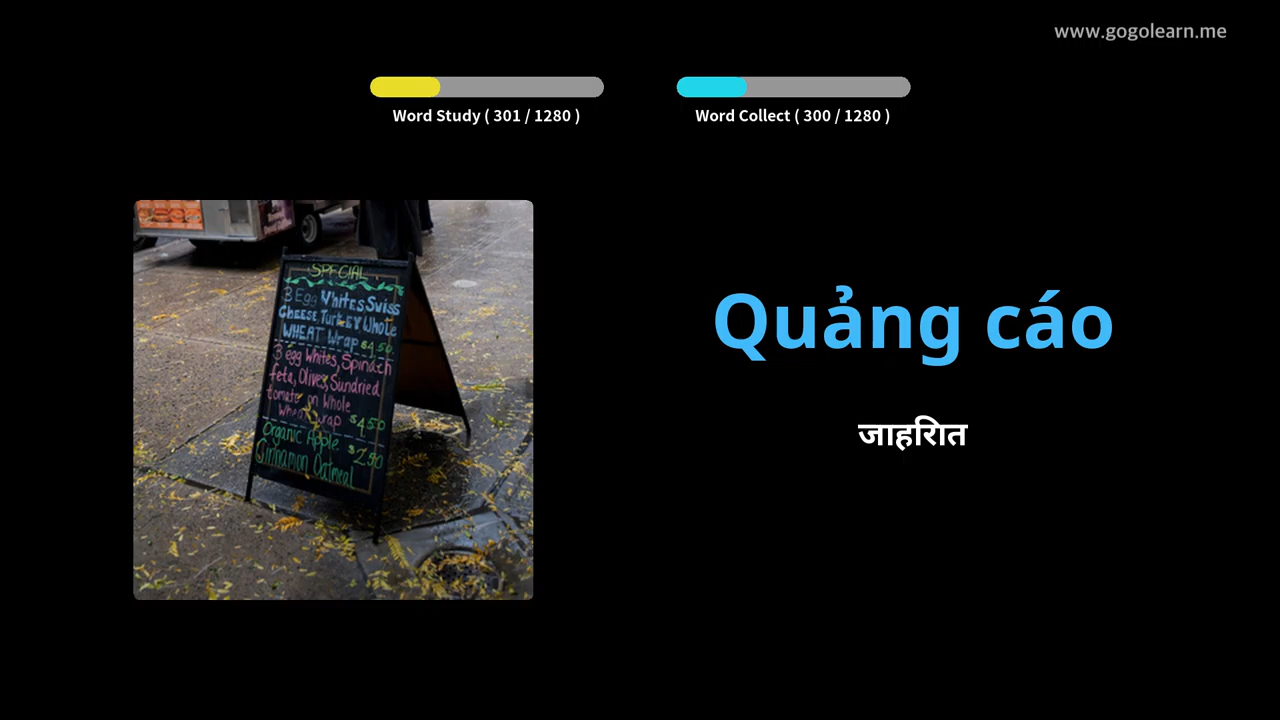 www.gogolearn.me
Word Study ( 301 / 1280 )
Word Collect ( 300 / 1280 )
SPECIAL
3 Egg Whites, Swiss
Cheese, Turkey Whole
WHEAT Wrap $4.50
3 egg Whites, Spinach
feta, Olives, Sundried
tomato on Whole
Wheat Wrap $4.50
Organic Apple
Cinnamon Oatmeal $2.50
Quảng cáo
जाहिरात